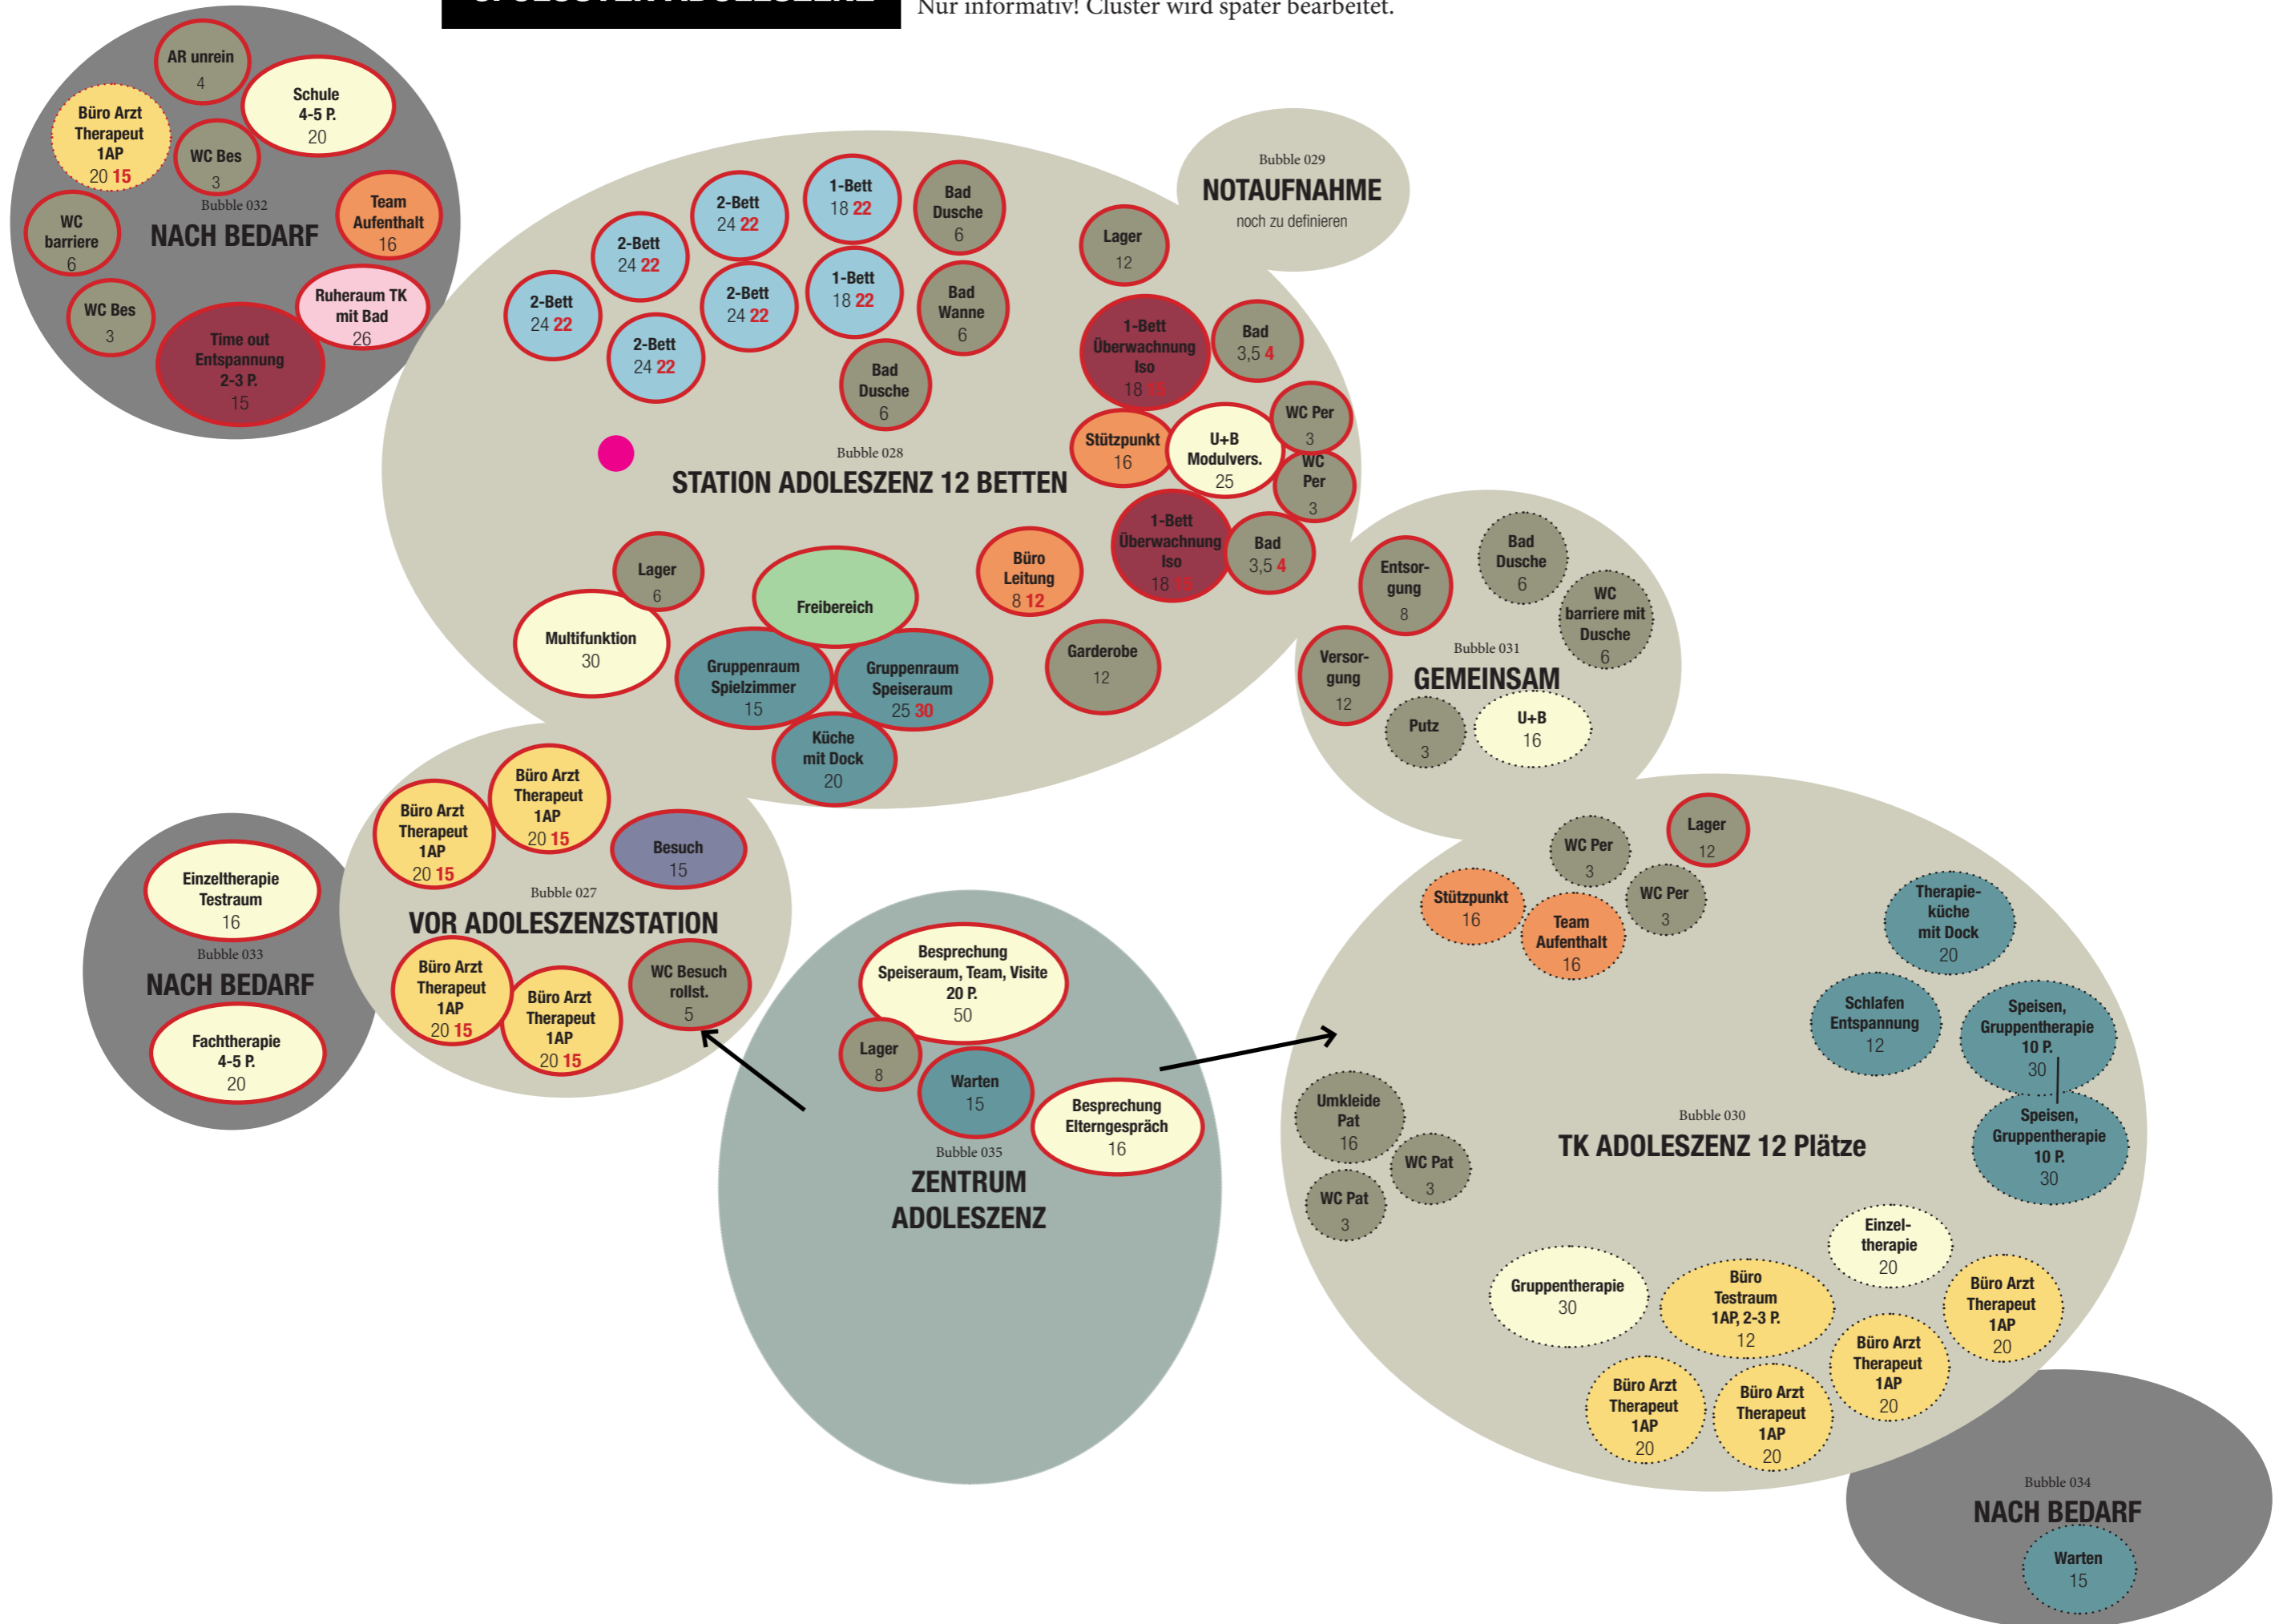 Nur informativ! Cluster wird später bearbeitet.
AR unrein
4
Schule
4-5 P.
20
Büro Arzt
Therapeut
1AP
20 15
WC Bes
3
Bubble 032
NACH BEDARF
Team
Aufenthalt
16
WC
barriere
6
WC Bes
3
Ruheraum TK
mit Bad
26
Time out
Entspannung
2-3 P.
15
Bubble 029
NOTAUFNAHME
noch zu definieren
2-Bett
24 22
2-Bett
24 22
2-Bett
24 22
2-Bett
24 22
2-Bett
24 22
1-Bett
18 22
1-Bett
18 22
Bad
Dusche
6
Bad
Wanne
6
Bad
Dusche
6
Lager
12
1-Bett
Überwachnung
Iso
18
Bad
3,5 4
Stützpunkt
16
U+B
Modulvers.
25
WC Per
3
WC
Per
3
1-Bett
Überwachnung
Iso
18
Bad
3,5 4
Bubble 028
STATION ADOLESZENZ 12 BETTEN
Lager
6
Multifunktion
30
Freibereich
Gruppenraum
Spielzimmer
15
Gruppenraum
Speiseraum
25 30
Küche
mit Dock
20
Büro
Leitung
8 12
Garderobe
12
Entsor-
gung
8
Bad
Dusche
6
WC
barriere mit
Dusche
6
Bubble 031
GEMEINSAM
Versor-
gung
12
Putz
3
U+B
16
Büro Arzt
Therapeut
1AP
20 15
Büro Arzt
Therapeut
1AP
20 15
Besuch
15
Bubble 027
VOR ADOLESZENZSTATION
Büro Arzt
Therapeut
1AP
20 15
Büro Arzt
Therapeut
1AP
20 15
WC Besuch
rollst.
5
Einzeltherapie
Testraum
16
Bubble 033
NACH BEDARF
Fachtherapie
4-5 P.
20
Besprechung
Speiseraum, Team, Visite
20 P.
50
Lager
8
Warten
15
Besprechung
Elterngespräch
16
Bubble 035
ZENTRUM
ADOLESZENZ
WC Per
3
Lager
12
WC Per
3
Stützpunkt
16
Team
Aufenthalt
16
Therapie-
küche
mit Dock
20
Schlafen
Entspannung
12
Speisen,
Gruppentherapie
10 P.
30
Speisen,
Gruppentherapie
10 P.
30
Umkleide
Pat
16
WC Pat
3
WC Pat
3
Bubble 030
TK ADOLESZENZ 12 Plätze
Einzel-
therapie
20
Gruppentherapie
30
Büro
Testraum
1AP, 2-3 P.
12
Büro Arzt
Therapeut
1AP
20
Büro Arzt
Therapeut
1AP
20
Büro Arzt
Therapeut
1AP
20
Büro Arzt
Therapeut
1AP
20
Bubble 034
NACH BEDARF
Warten
15